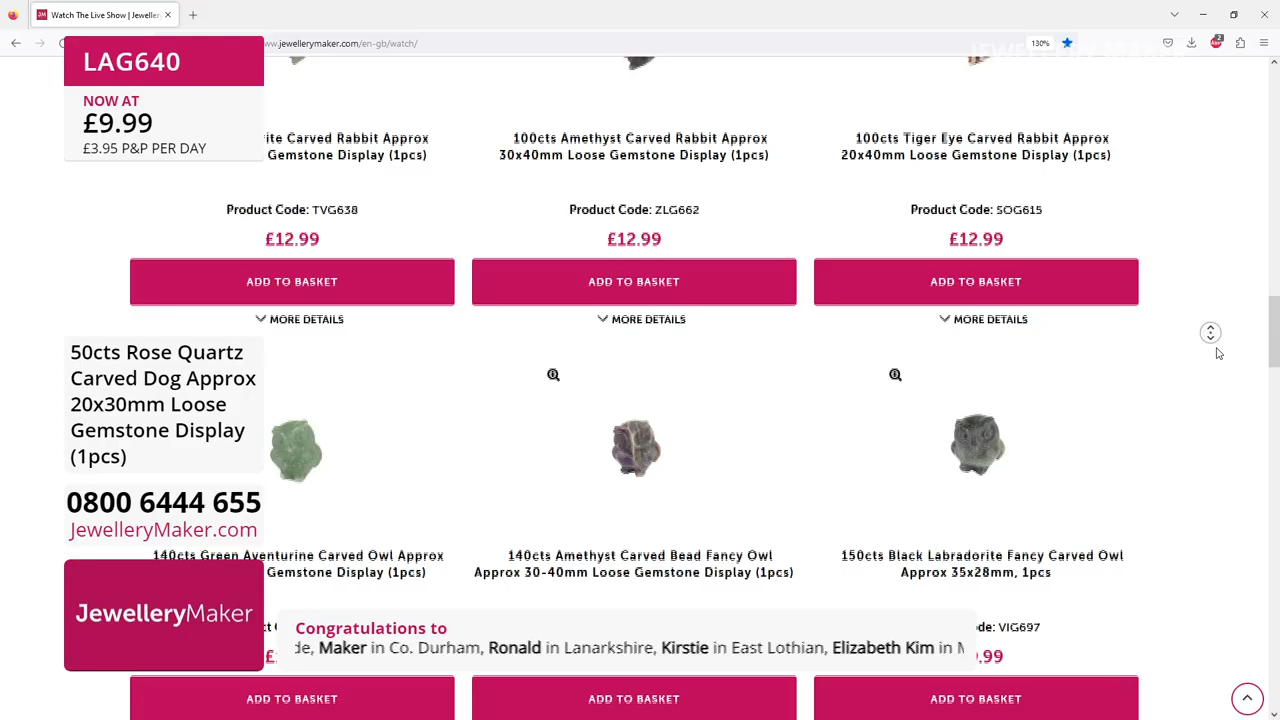 Watch The Live Show | Jeweller
.jewellerymaker.com/en-gb/watch/
130%
2
JEWELLERY MAKER
LAG640
NOW AT
£9.99
£3.95 P&P PER DAY
ite Carved Rabbit Approx
Gemstone Display (1pcs)
Product Code: TVG638
£12.99
ADD TO BASKET
MORE DETAILS
100cts Amethyst Carved Rabbit Approx
30x40mm Loose Gemstone Display (1pcs)
Product Code: ZLG662
£12.99
ADD TO BASKET
MORE DETAILS
100cts Tiger Eye Carved Rabbit Approx
20x40mm Loose Gemstone Display (1pcs)
Product Code: SOG615
£12.99
ADD TO BASKET
MORE DETAILS
50cts Rose Quartz
Carved Dog Approx
20x30mm Loose
Gemstone Display
(1pcs)
0800 6444 655
JewelleryMaker.com
JewelleryMaker
140cts Green Aventurine Carved Owl Approx
Gemstone Display (1pcs)
ADD TO BASKET
140cts Amethyst Carved Bead Fancy Owl
Approx 30-40mm Loose Gemstone Display (1pcs)
ADD TO BASKET
150cts Black Labradorite Fancy Carved Owl
Approx 35x28mm, 1pcs
de: VIG697
.99
ADD TO BASKET
Congratulations to
de, Maker in Co. Durham, Ronald in Lanarkshire, Kirstie in East Lothian, Elizabeth Kim in